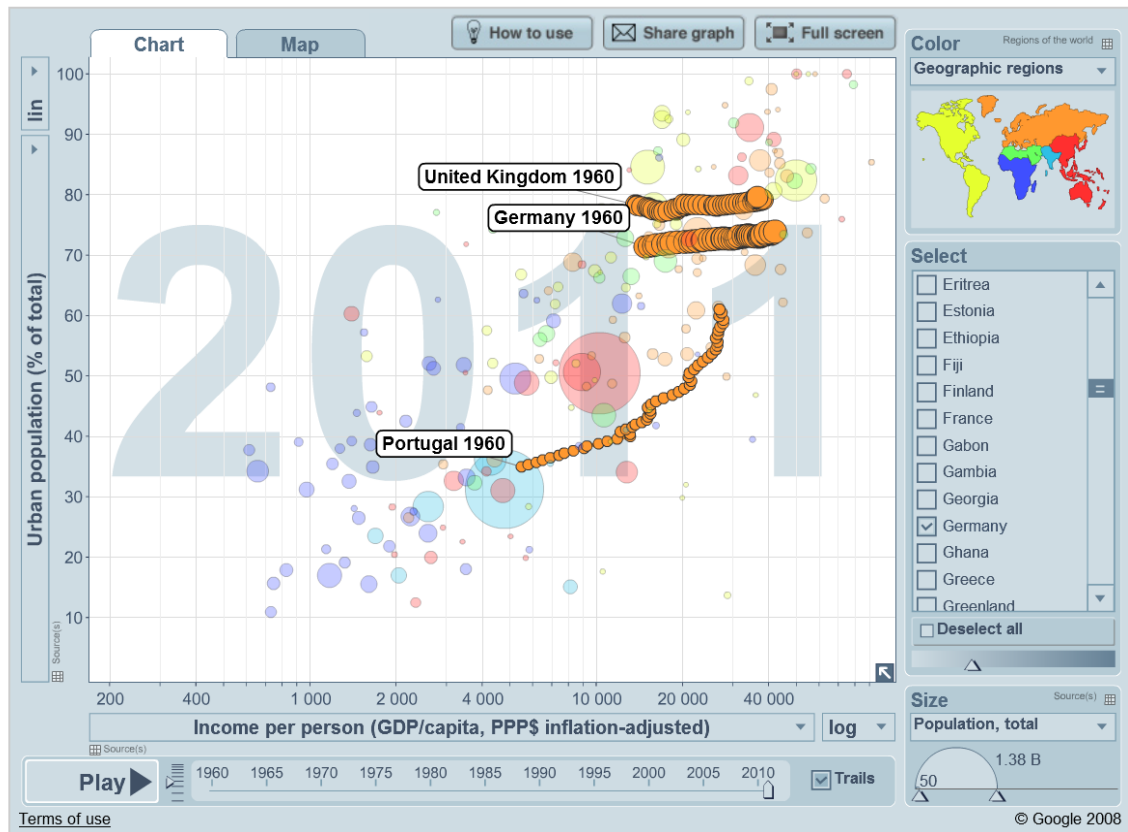 Chart
Map
How to use
Share graph
Full screen
lin
Urban population (% of total)
Source(s)
100
90
80
70
60
50
40
30
20
10
2011
United Kingdom 1960
Germany 1960
Portugal 1960
200 400 1 000 2 000 4 000 10 000 20 000 40 000
Income per person (GDP/capita, PPP$ inflation-adjusted)
log
Source(s)
Play
1960 1965 1970 1975 1980 1985 1990 1995 2000 2005 2010
Trails
Color
Regions of the world
Geographic regions
Select
Eritrea
Estonia
Ethiopia
Fiji
Finland
France
Gabon
Gambia
Georgia
Germany
Ghana
Greece
Greenland
Deselect all
Size
Source(s)
Population, total
1.38 B
50
Terms of use
© Google 2008